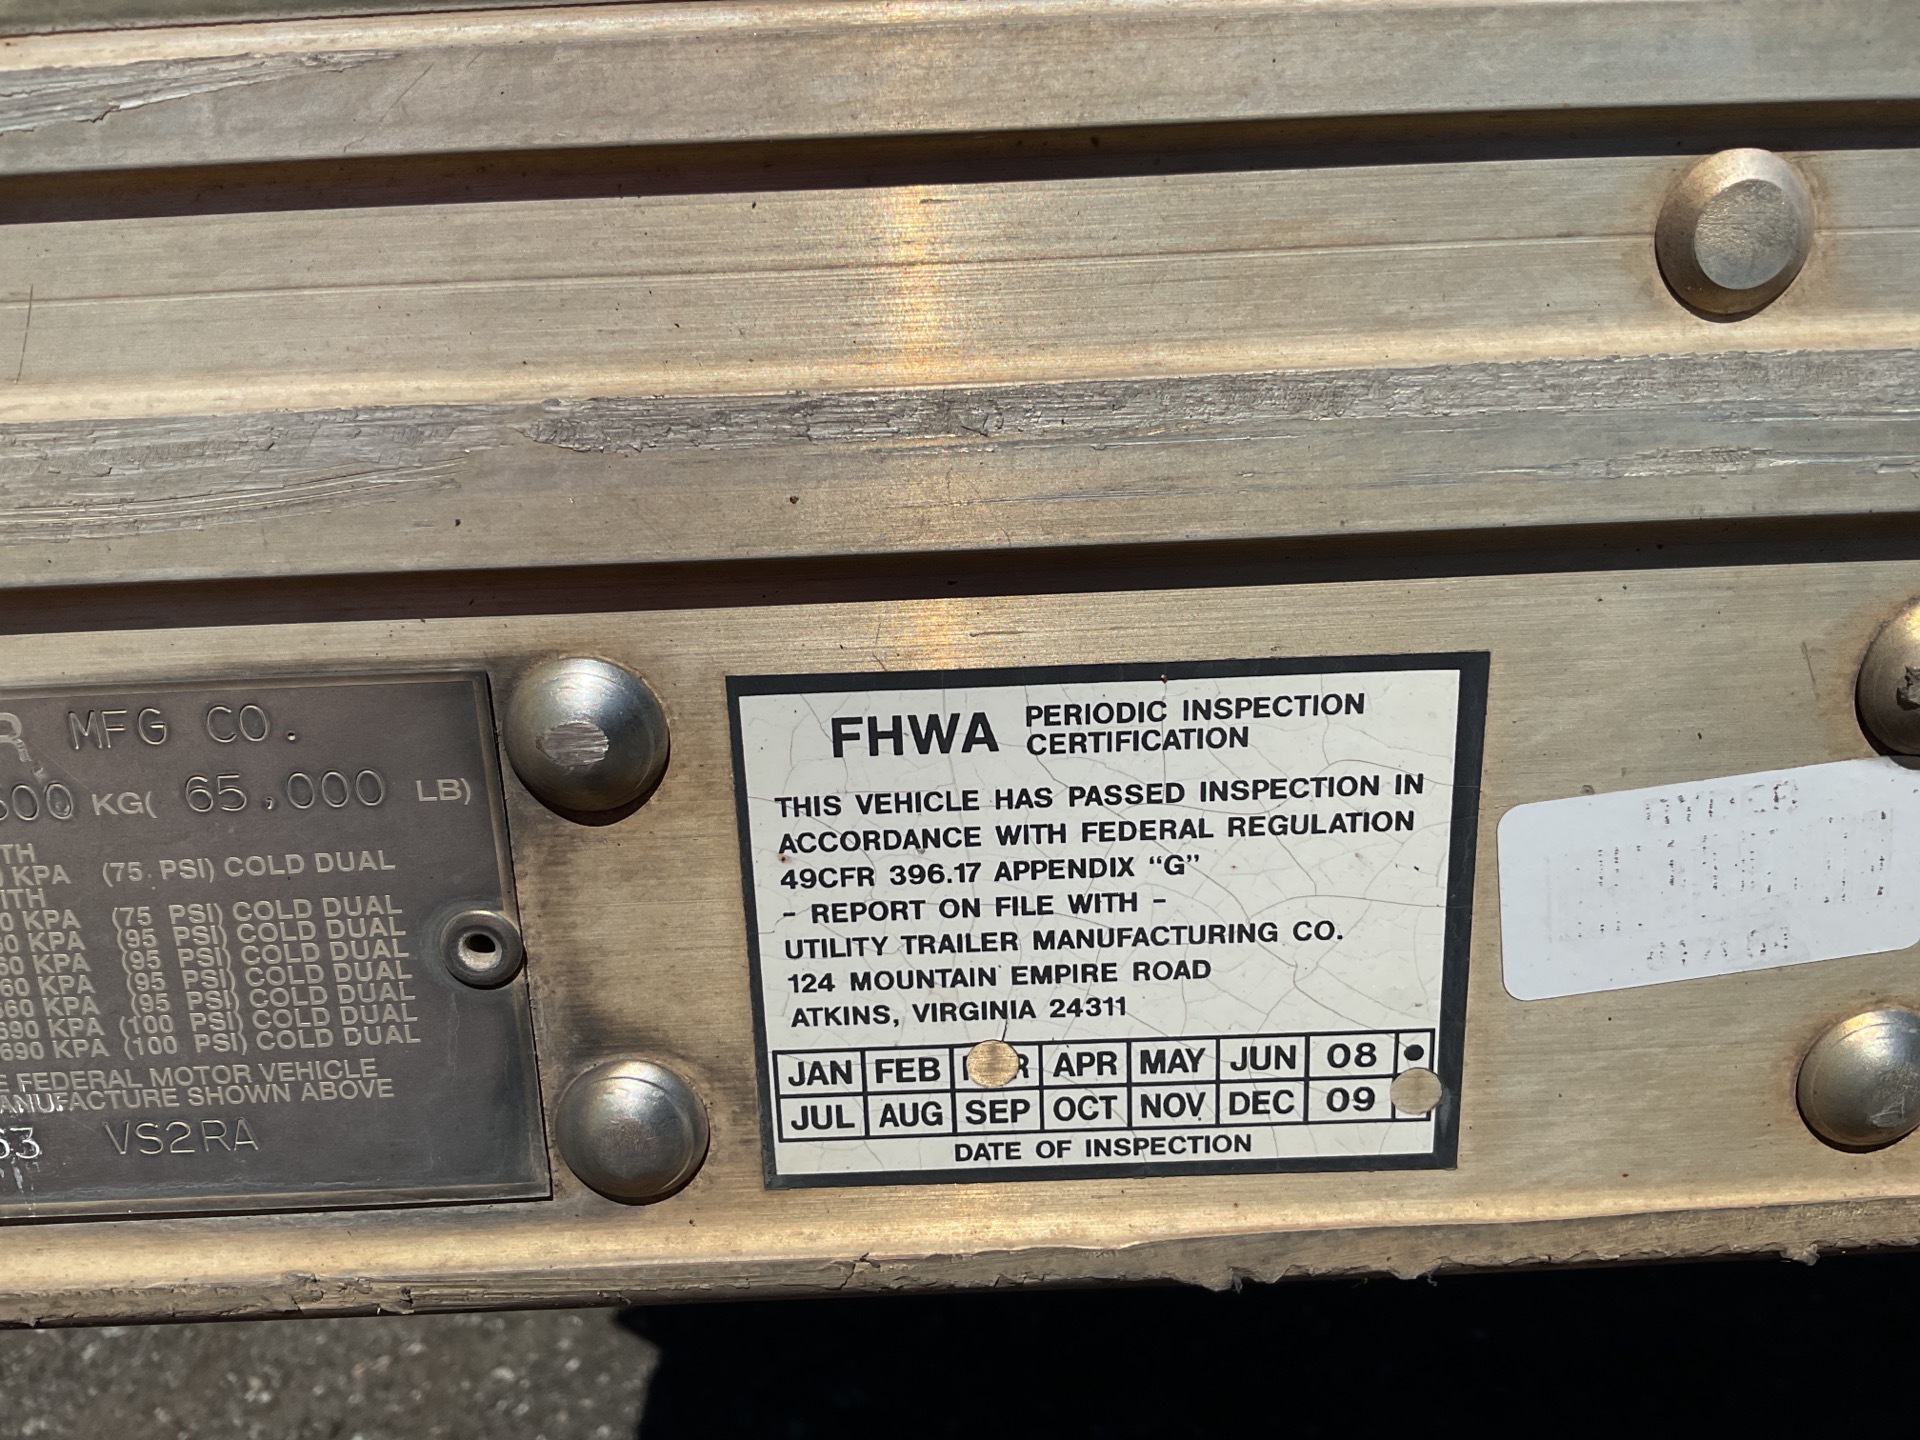 MFG CO.
KG( 65,000 LB)
KPA (75 PSI) COLD DUAL
KPA (75 PSI) COLD DUAL
KPA (95 PSI) COLD DUAL
KPA (95 PSI) COLD DUAL
KPA (95 PSI) COLD DUAL
KPA (95 PSI) COLD DUAL
690 KPA (100 PSI) COLD DUAL
690 KPA (100 PSI) COLD DUAL
FEDERAL MOTOR VEHICLE
MANUFACTURE SHOWN ABOVE
63 VS2RA
FHWA PERIODIC INSPECTION
CERTIFICATION
THIS VEHICLE HAS PASSED INSPECTION IN
ACCORDANCE WITH FEDERAL REGULATION
49CFR 396.17 APPENDIX “G”
- REPORT ON FILE WITH -
UTILITY TRAILER MANUFACTURING CO.
124 MOUNTAIN EMPIRE ROAD
ATKINS, VIRGINIA 24311
JAN FEB MAR APR MAY JUN 08
JUL AUG SEP OCT NOV DEC 09
DATE OF INSPECTION